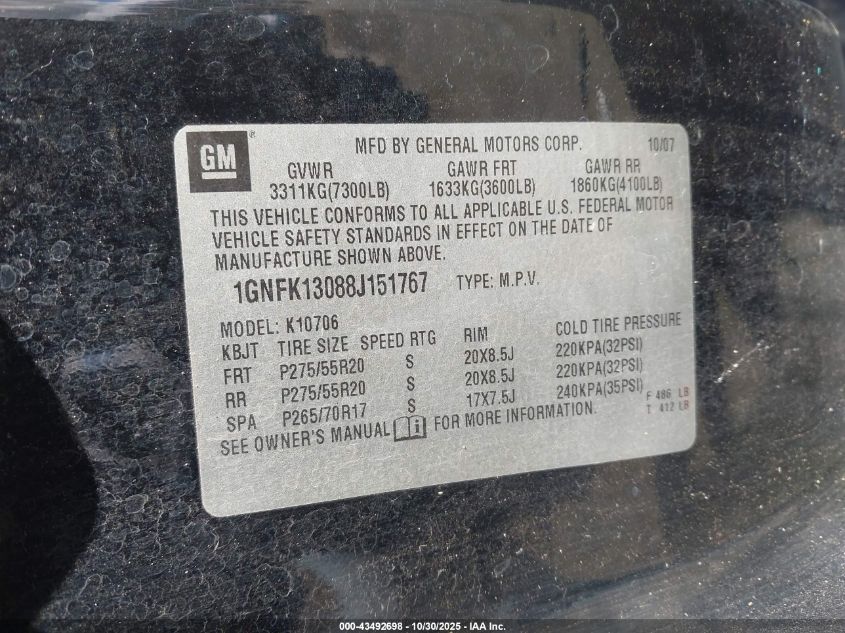 GM ®
MFD BY GENERAL MOTORS CORP. 10/07
GVWR GAWR FRT GAWR RR
3311KG(7300LB) 1633KG(3600LB) 1860KG(4100LB)
THIS VEHICLE CONFORMS TO ALL APPLICABLE U.S. FEDERAL MOTOR
VEHICLE SAFETY STANDARDS IN EFFECT ON THE DATE OF
MANUFACTURE SHOWN ABOVE.
1GNFK13088J151767 TYPE: M.P.V.
MODEL: K10706
KBJT TIRE SIZE SPEED RTG RIM COLD TIRE PRESSURE
FRT P275/55R20 S 20X8.5J 220KPA(32PSI)
RR P275/55R20 S 20X8.5J 220KPA(32PSI)
SPA P265/70R17 S 17X7.5J 240KPA(35PSI)
SEE OWNER'S MANUAL i FOR MORE INFORMATION.
F 486 LB
T 412 LB
000-43492698 - 10/30/2025 - IAA Inc.